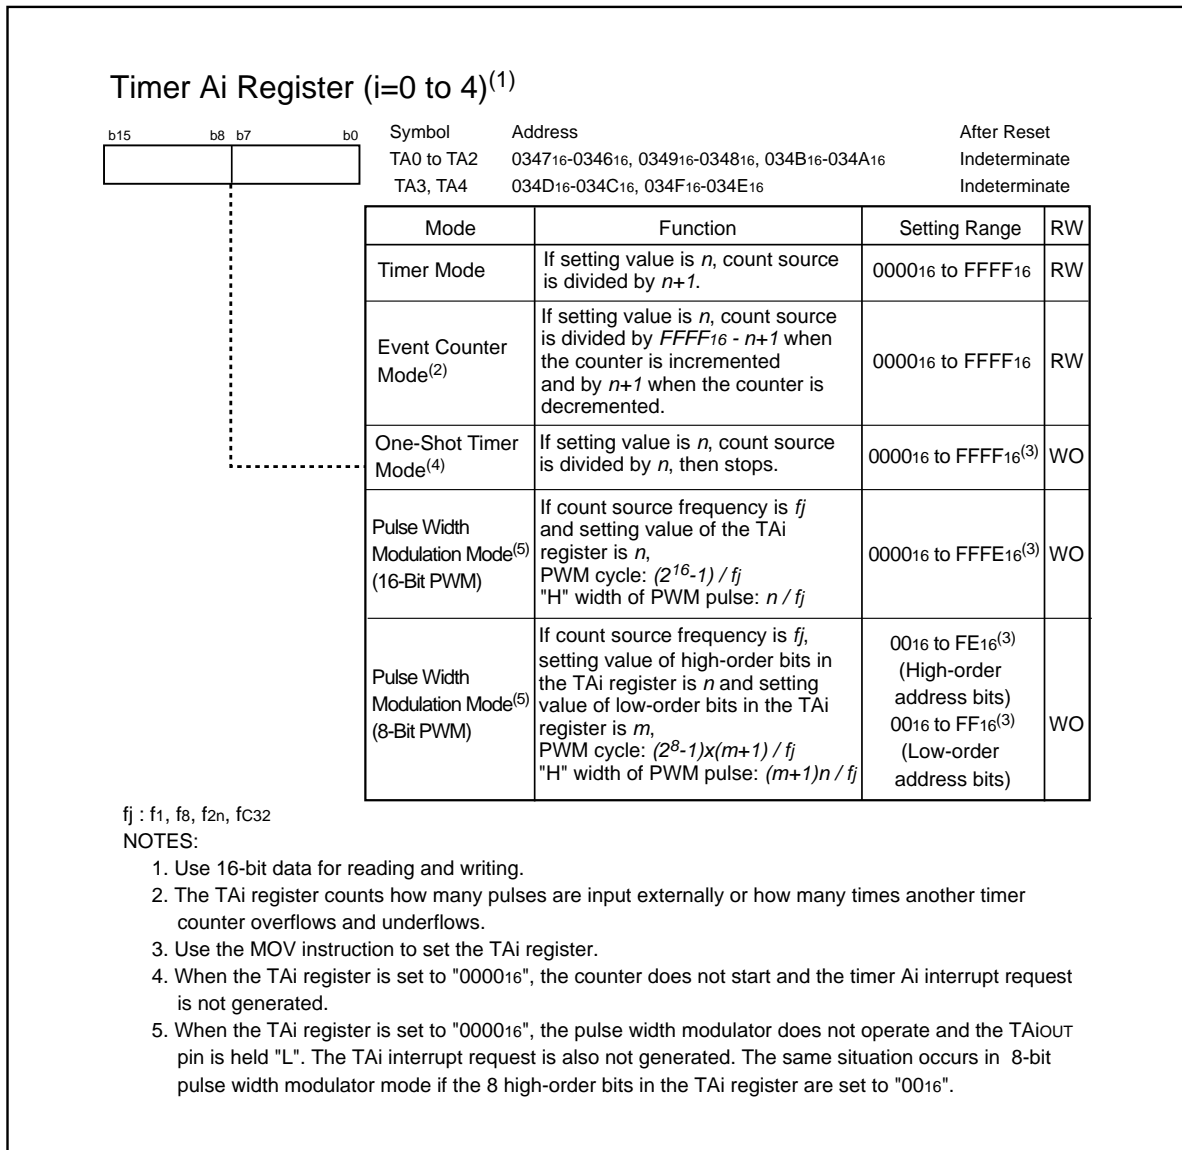 Timer Ai Register (i=0 to 4)(1)
b15 b8 b7 b0
Symbol Address After Reset
TA0 to TA2 034716-034616, 034916-034816, 034B16-034A16 Indeterminate
TA3, TA4 034D16-034C16, 034F16-034E16 Indeterminate
Mode Function Setting Range RW
Timer Mode
If setting value is n, count source
is divided by n+1.
000016 to FFFF16 RW
Event Counter
Mode(2)
If setting value is n, count source
is divided by FFFF16 - n+1 when
the counter is incremented
and by n+1 when the counter is
decremented.
000016 to FFFF16 RW
One-Shot Timer
Mode(4)
If setting value is n, count source
is divided by n, then stops.
000016 to FFFF16(3) WO
Pulse Width
Modulation Mode(5)
(16-Bit PWM)
If count source frequency is fj
and setting value of the TAi
register is n,
PWM cycle: (2^16-1) / fj
"H" width of PWM pulse: n / fj
000016 to FFFE16(3) WO
Pulse Width
Modulation Mode(5)
(8-Bit PWM)
If count source frequency is fj,
setting value of high-order bits in
the TAi register is n and setting
value of low-order bits in the TAi
register is m,
PWM cycle: (2^8-1)x(m+1) / fj
"H" width of PWM pulse: (m+1)n / fj
0016 to FE16(3)
(High-order
address bits)
0016 to FF16(3)
(Low-order
address bits)
WO
fj : f1, f8, f2n, fC32
NOTES:
1. Use 16-bit data for reading and writing.
2. The TAi register counts how many pulses are input externally or how many times another timer
counter overflows and underflows.
3. Use the MOV instruction to set the TAi register.
4. When the TAi register is set to "000016", the counter does not start and the timer Ai interrupt request
is not generated.
5. When the TAi register is set to "000016", the pulse width modulator does not operate and the TAiOUT
pin is held "L". The TAi interrupt request is also not generated. The same situation occurs in 8-bit
pulse width modulator mode if the 8 high-order bits in the TAi register are set to "0016".